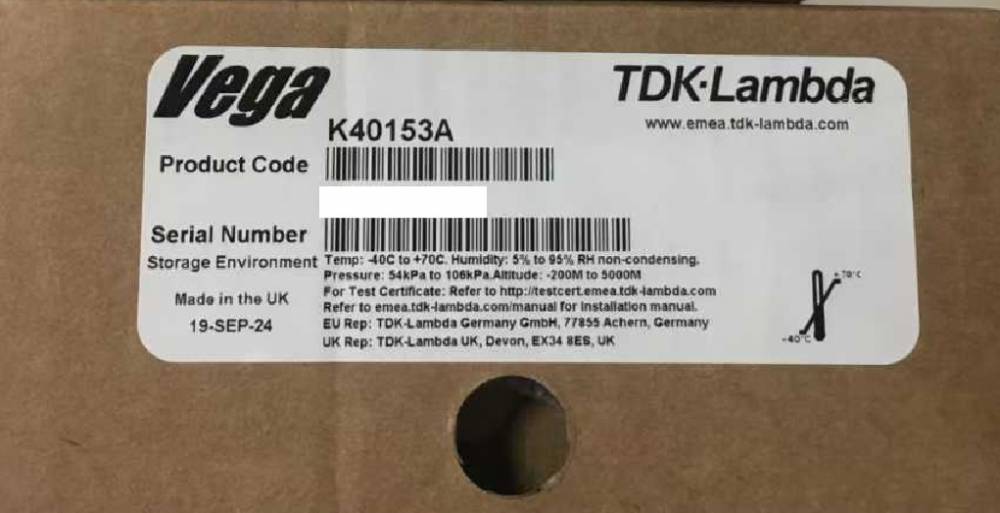 Vega
TDK·Lambda
www.emea.tdk-lambda.com
K40153A
Product Code
Serial Number
Storage Environment Temp: -40C to +70C. Humidity: 5% to 95% RH non-condensing.
Pressure: 54kPa to 106kPa.Altitude: -200M to 5000M
For Test Certificate: Refer to http://testcert.emea.tdk-lambda.com
Refer to emea.tdk-lambda.com/manual for installation manual.
EU Rep: TDK-Lambda Germany GmbH, 77855 Achern, Germany
UK Rep: TDK-Lambda UK, Devon, EX34 8ES, UK
Made in the UK
19-SEP-24
+70°C
-40°C